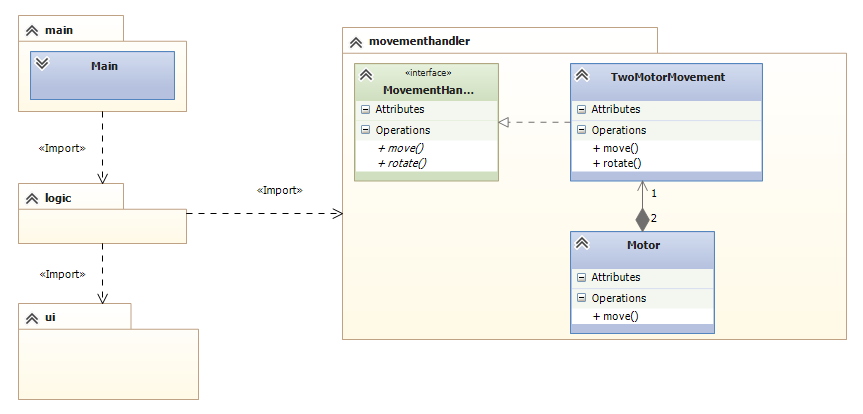 main
Main
«Import»
logic
«Import»
ui
«Import»
movementhandler
«interface»
MovementHan...
Attributes
Operations
+ move()
+ rotate()
TwoMotorMovement
Attributes
Operations
+ move()
+ rotate()
1
2
Motor
Attributes
Operations
+ move()